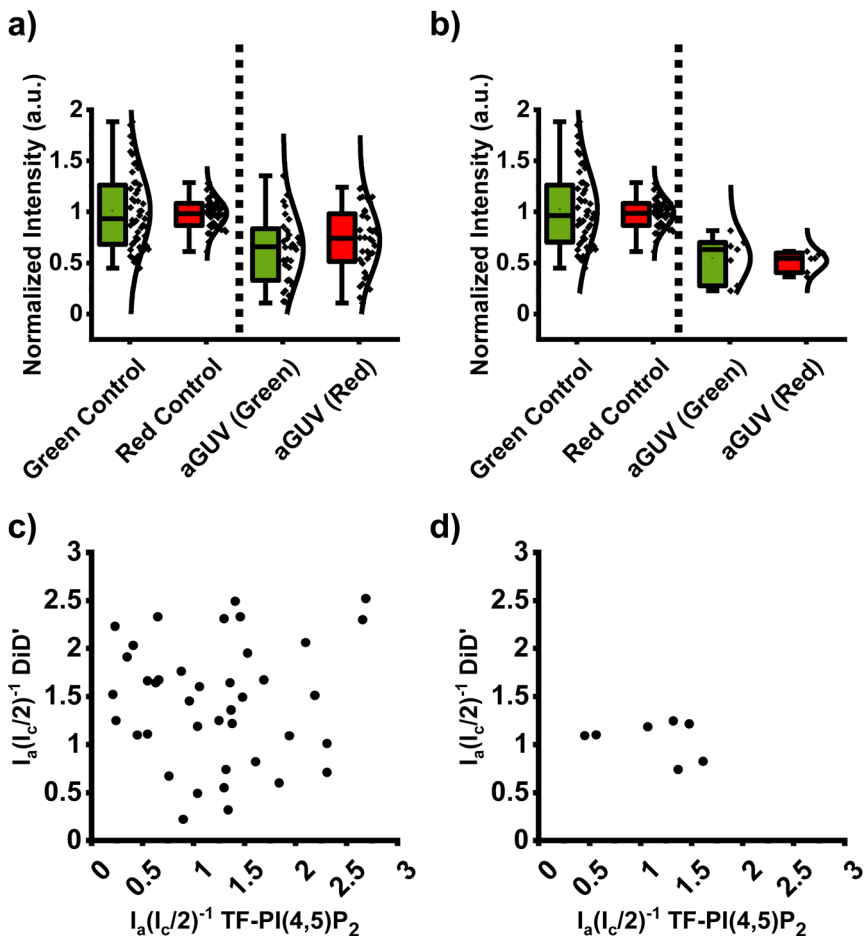 a)
Normalized Intensity (a.u.)
2
1.5
1
0.5
0
Green Control
Red Control
aGUV (Green)
aGUV (Red)
b)
Normalized Intensity (a.u.)
2
1.5
1
0.5
0
Green Control
Red Control
aGUV (Green)
aGUV (Red)
c)
Iₐ(I꜀/2)⁻¹ DiD'
3
2.5
2
1.5
1
0.5
0
0
0.5
1
1.5
2
2.5
3
Iₐ(I꜀/2)⁻¹ TF-PI(4,5)P₂
d)
Iₐ(I꜀/2)⁻¹ DiD'
3
2.5
2
1.5
1
0.5
0
0
0.5
1
1.5
2
2.5
3
Iₐ(I꜀/2)⁻¹ TF-PI(4,5)P₂